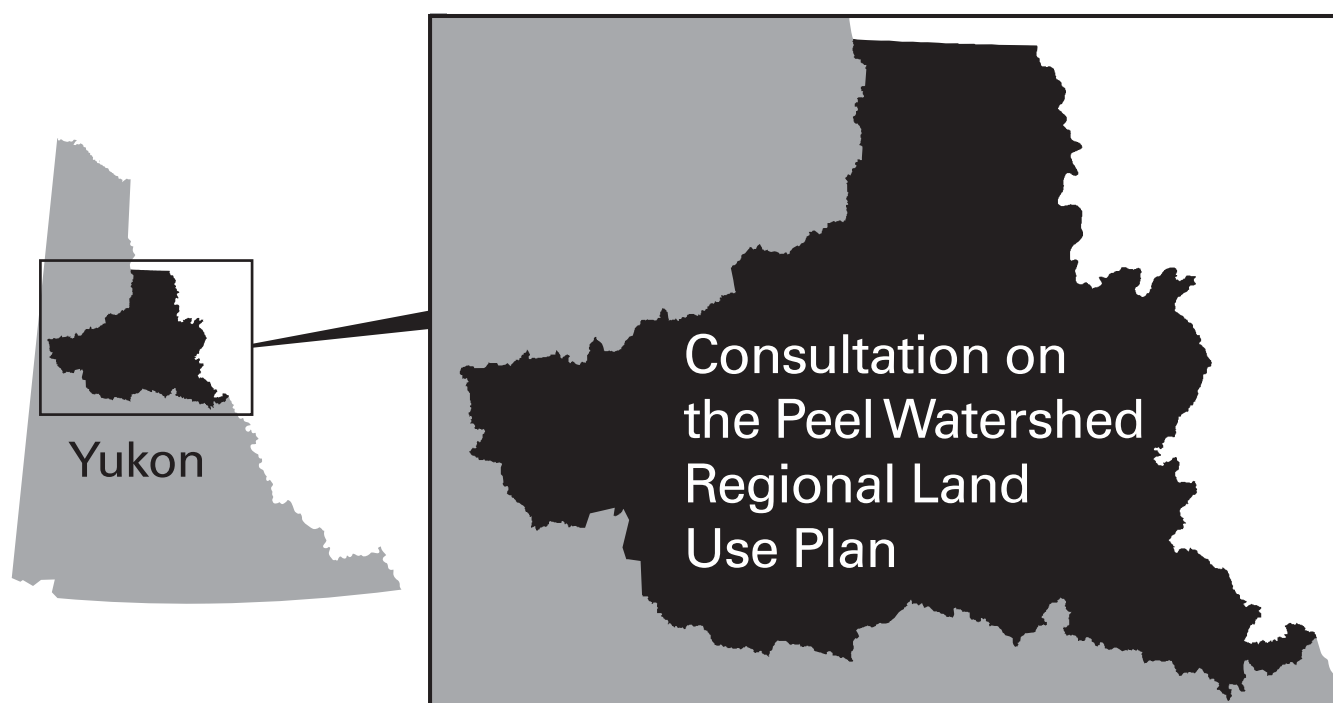 Yukon
Consultation on
the Peel Watershed
Regional Land
Use Plan